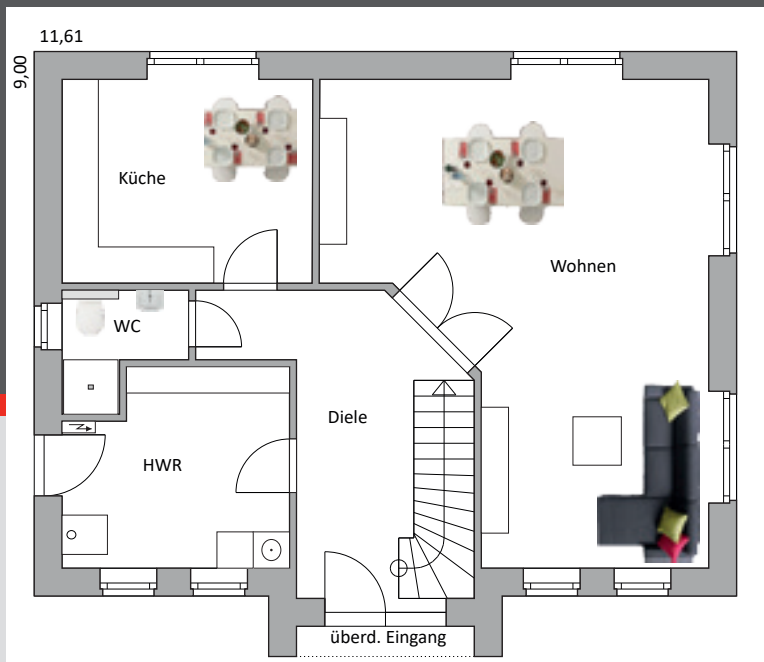 11,61
9,00
Küche
Wohnen
WC
Diele
HWR
überd. Eingang